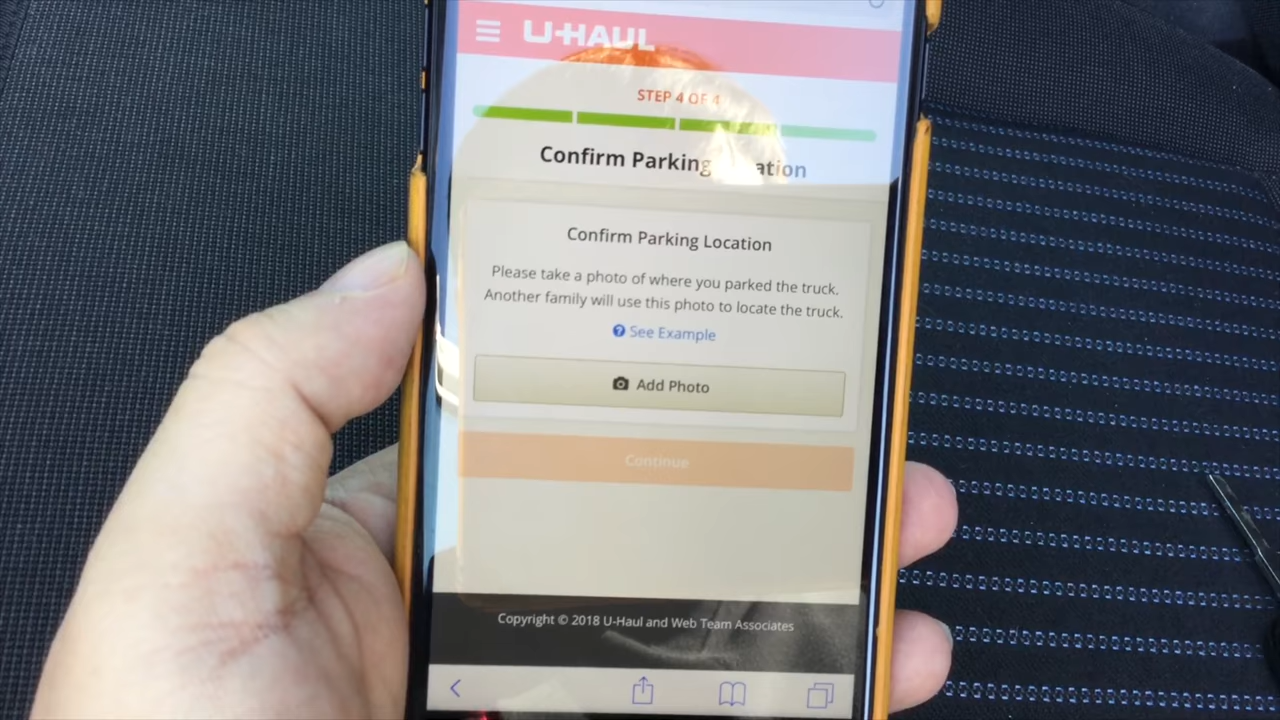 U-HAUL
STEP 4 OF 4
Confirm Parking Location
Confirm Parking Location
Please take a photo of where you parked the truck.
Another family will use this photo to locate the truck.
See Example
Add Photo
Continue
Copyright © 2018 U-Haul and Web Team Associates